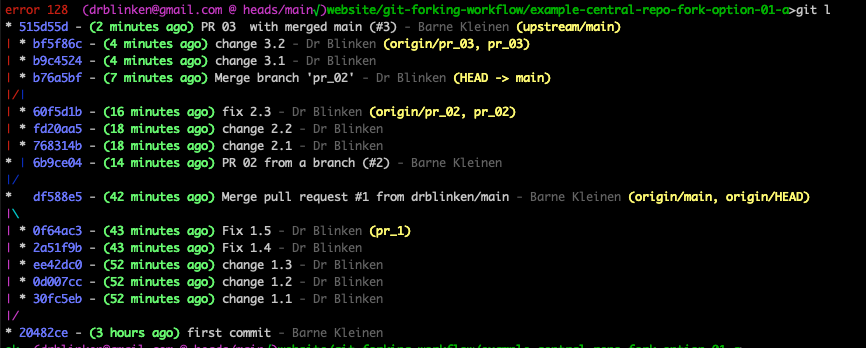 error 128  (drblinken@gmail.com @ heads/main✓)website/git-forking-workflow/example-central-repo-fork-option-01-a>git l
* 515d55d - (2 minutes ago) PR 03  with merged main (#3) - Barne Kleinen (upstream/main)
| * bf5f86c - (4 minutes ago) change 3.2 - Dr Blinken (origin/pr_03, pr_03)
| * b9c4524 - (4 minutes ago) change 3.1 - Dr Blinken
| * b76a5bf - (7 minutes ago) Merge branch 'pr_02' - Dr Blinken (HEAD -> main)
|/|
| * 60f5d1b - (16 minutes ago) fix 2.3 - Dr Blinken (origin/pr_02, pr_02)
| * fd20aa5 - (18 minutes ago) change 2.2 - Dr Blinken
| * 768314b - (18 minutes ago) change 2.1 - Dr Blinken
* | 6b9ce04 - (14 minutes ago) PR 02 from a branch (#2) - Barne Kleinen
|/
*   df588e5 - (42 minutes ago) Merge pull request #1 from drblinken/main - Barne Kleinen (origin/main, origin/HEAD)
|\
| * 0f64ac3 - (43 minutes ago) Fix 1.5 - Dr Blinken (pr_1)
| * 2a51f9b - (43 minutes ago) Fix 1.4 - Dr Blinken
| * ee42dc0 - (52 minutes ago) change 1.3 - Dr Blinken
| * 0d007cc - (52 minutes ago) change 1.2 - Dr Blinken
| * 30fc5eb - (52 minutes ago) change 1.1 - Dr Blinken
|/
* 20482ce - (3 hours ago) first commit - Barne Kleinen